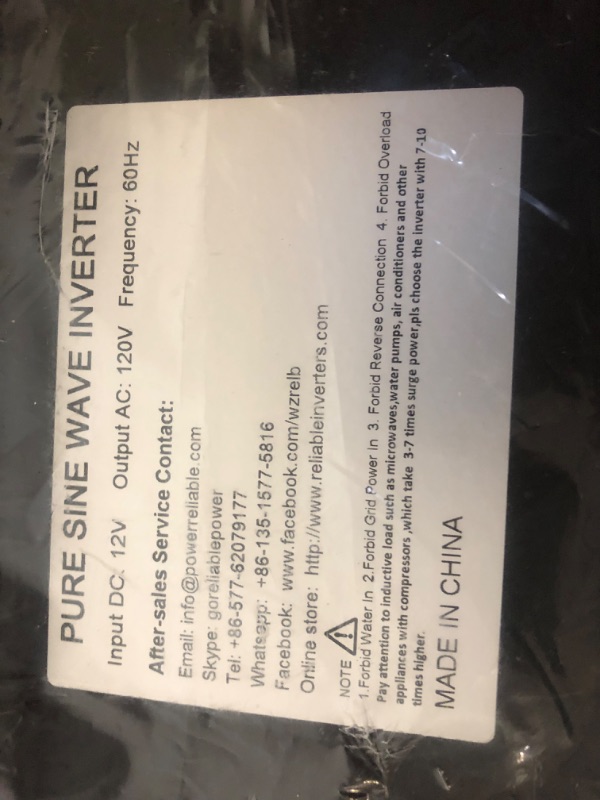 PURE SINE WAVE INVERTER
Input DC: 12V Output AC: 120V Frequency: 60Hz
After-sales Service Contact:
Email: info@powerreliable.com
Skype: goreliablepower
Tel: +86-577-62079177
Whatsapp: +86-135-1577-5816
Facebook: www.facebook.com/wzrelb
Online store: http://www.reliableinverters.com
NOTE
1.Forbid Water In 2.Forbid Grid Power In 3. Forbid Reverse Connection 4. Forbid Overload
Pay attention to inductive load such as microwaves,water pumps, air conditioners and other
appliances with compressors ,which take 3-7 times surge power,pls choose the inverter with 7-10
times higher.
MADE IN CHINA